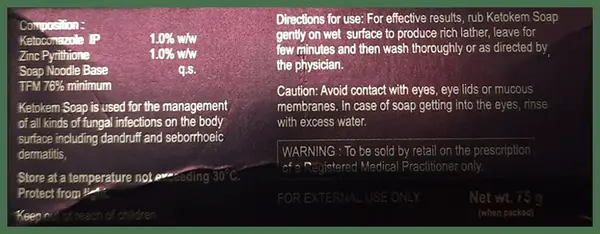 Composition :
Ketoconazole IP 1.0% w/w
Zinc Pyrithione 1.0% w/w
Soap Noodle Base q.s.
TFM 76% minimum
Ketokem Soap is used for the management
of all kinds of fungal infections on the body
surface including dandruff and seborrhoeic
dermatitis,
Store at a temperature not exceeding 30°C.
Protect from light.
Keep out of reach of children
Directions for use: For effective results, rub Ketokem Soap
gently on wet surface to produce rich lather, leave for
few minutes and then wash thoroughly or as directed by
the physician.
Caution: Avoid contact with eyes, eye lids or mucous
membranes. In case of soap getting into the eyes, rinse
with excess water.
WARNING : To be sold by retail on the prescription
of a Registered Medical Practitioner only.
FOR EXTERNAL USE ONLY
Net wt. 75 g
(when packed)